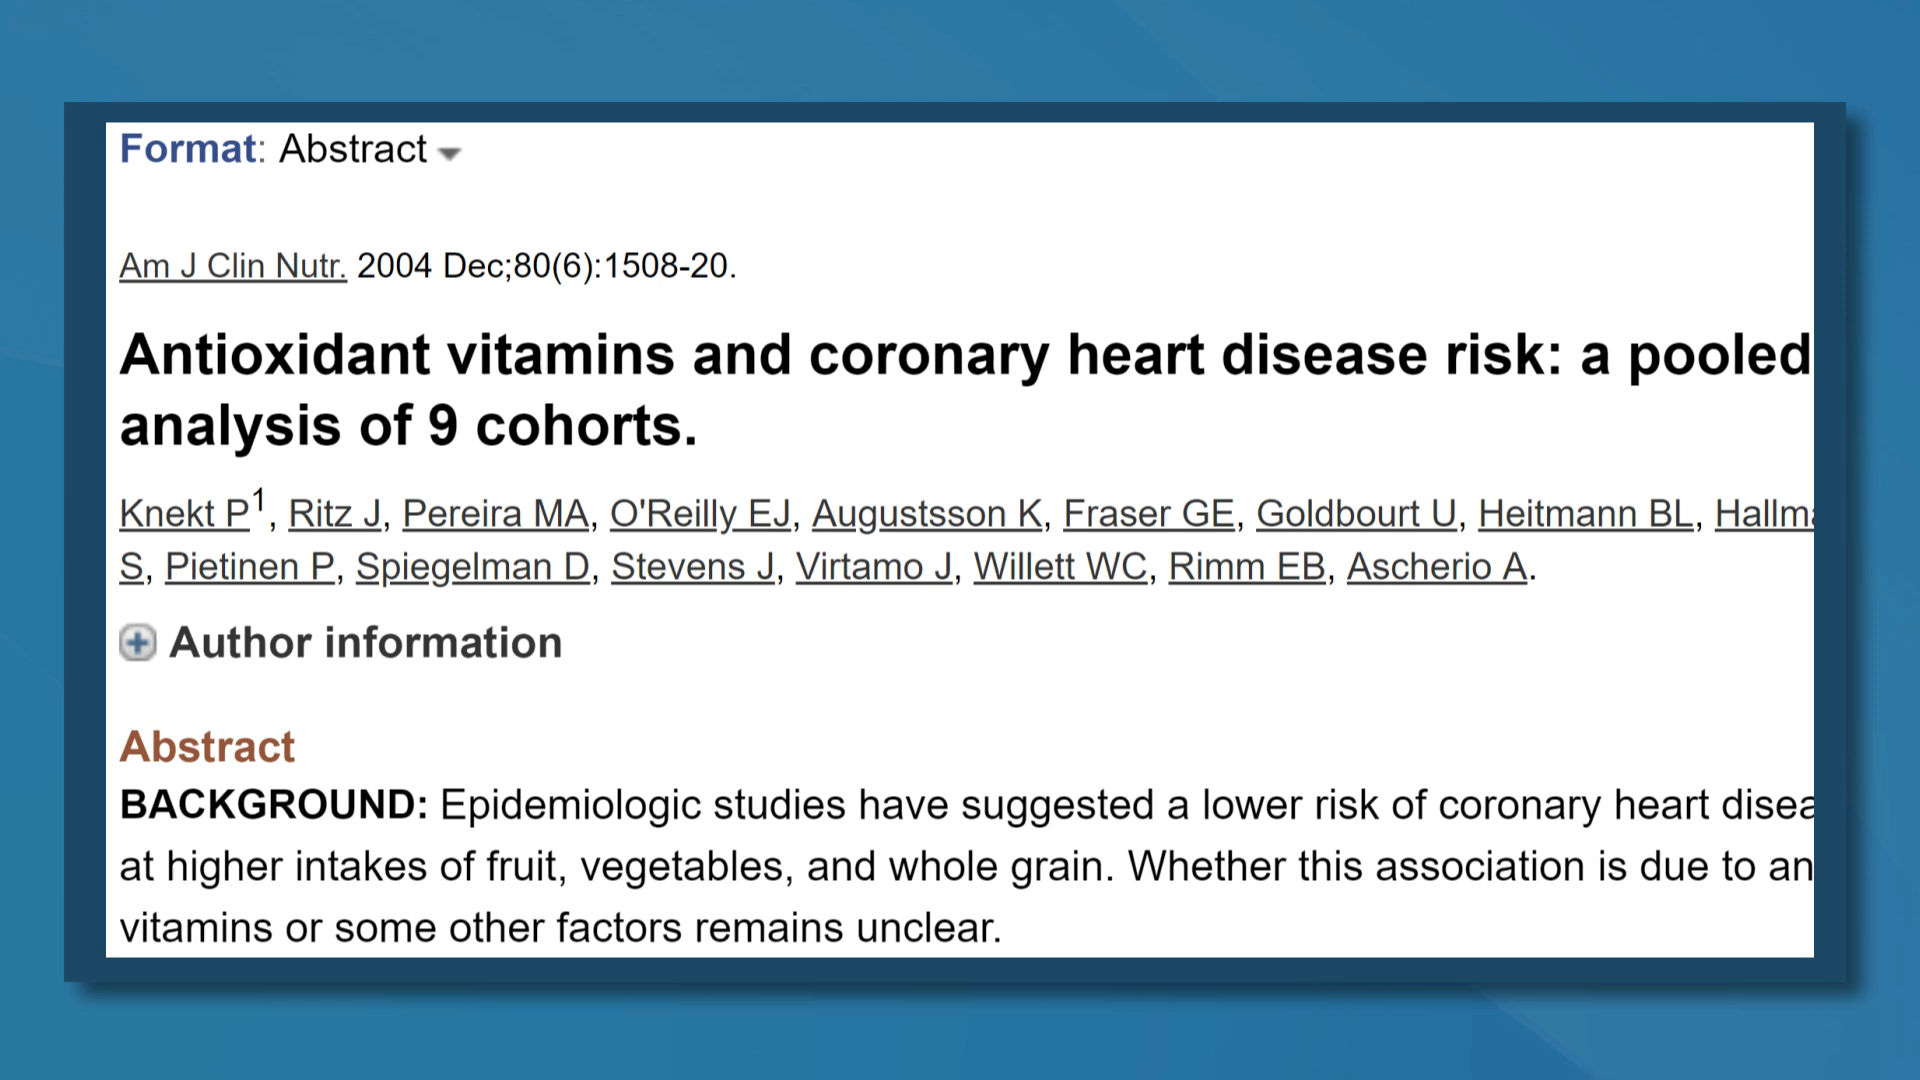 Format: Abstract
Am J Clin Nutr. 2004 Dec;80(6):1508-20.
Antioxidant vitamins and coronary heart disease risk: a pooled
analysis of 9 cohorts.
Knekt P1, Ritz J, Pereira MA, O'Reilly EJ, Augustsson K, Fraser GE, Goldbourt U, Heitmann BL,
S, Pietinen P, Spiegelman D, Stevens J, Virtamo J, Willett WC, Rimm EB, Ascherio A.
Author information
Abstract
BACKGROUND: Epidemiologic studies have suggested a lower risk of coronary heart
at higher intakes of fruit, vegetables, and whole grain. Whether this association is due to
vitamins or some other factors remains unclear.